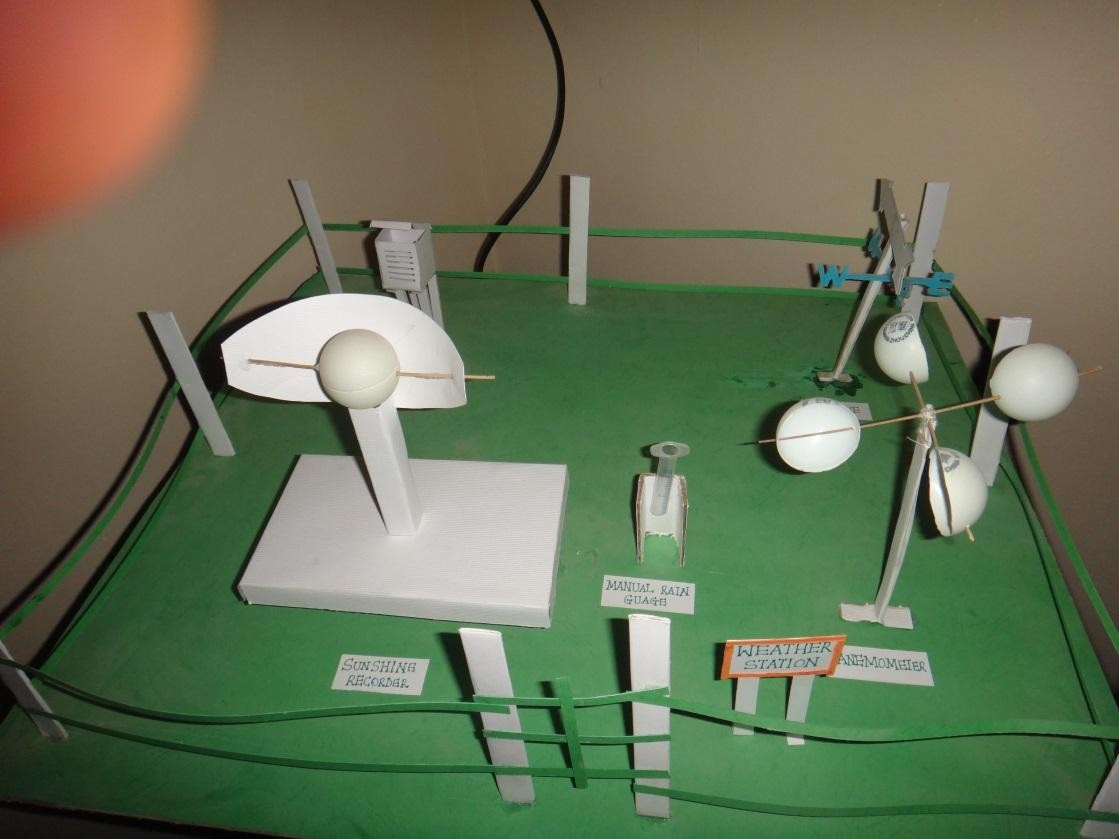 W E
MANUAL RAIN
GUAGE
SUNSHINE
RECORDER
WEATHER
STATION
ANEMOMETER